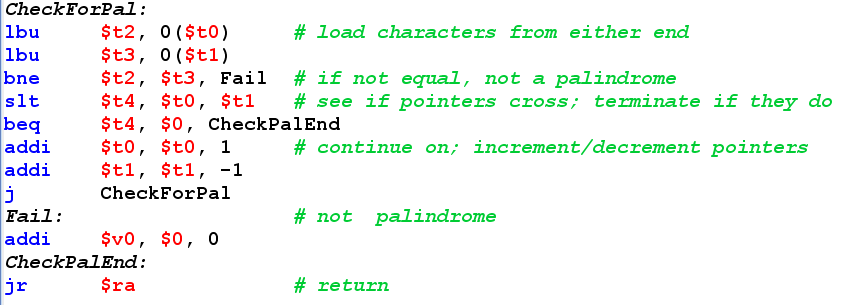 CheckForPal:
lbu $t2, 0($t0) # load characters from either end
lbu $t3, 0($t1)
bne $t2, $t3, Fail # if not equal, not a palindrome
slt $t4, $t0, $t1 # see if pointers cross; terminate if they do
beq $t4, $0, CheckPalEnd
addi $t0, $t0, 1 # continue on; increment/decrement pointers
addi $t1, $t1, -1
j CheckForPal
Fail: # not palindrome
addi $v0, $0, 0
CheckPalEnd:
jr $ra # return